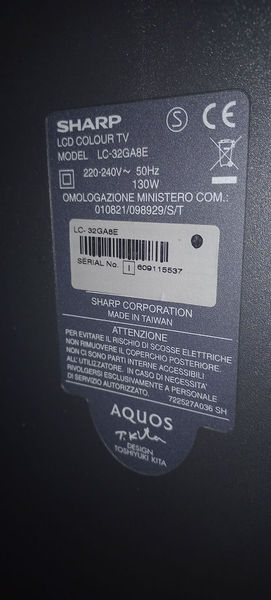 SHARP
LCD COLOUR TV
MODEL LC-32GA8E
220-240V~ 50Hz
130W
OMOLOGAZIONE MINISTERO COM.:
010821/098929/S/T
LC- 32GA8E
SERIAL No. I 609115537
SHARP CORPORATION
MADE IN TAIWAN
ATTENZIONE
PER EVITARE IL RISCHIO DI SCOSSE ELETTRICHE
NON RIMUOVERE IL COPERCHIO POSTERIORE.
NON CI SONO PARTI INTERNE ACCESSIBILI
ALL'UTILIZZATORE. IN CASO DI NECESSITA'
RIVOLGERSI ESCLUSIVAMENTE A PERSONALE
DI SERVIZIO AUTORIZZATO.
722527A036 SH
AQUOS
T. Kita
DESIGN
TOSHIYUKI KITA
S
CE